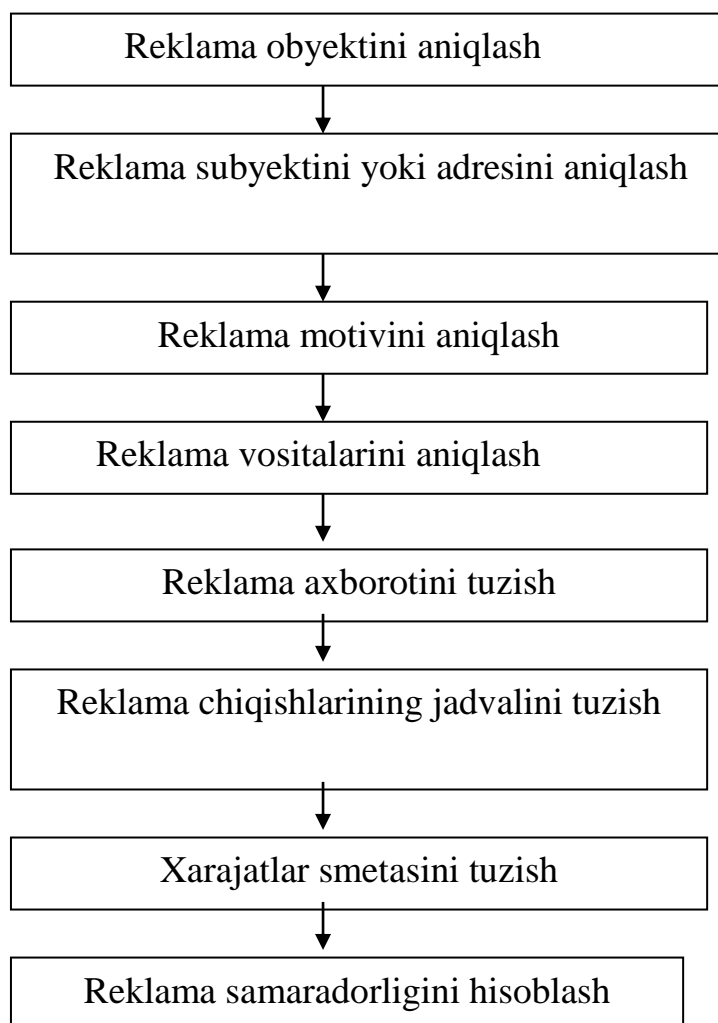 Reklama obyektini aniqlash
Reklama subyektini yoki adresini aniqlash
Reklama motivini aniqlash
Reklama vositalarini aniqlash
Reklama axborotini tuzish
Reklama chiqishlarining jadvalini tuzish
Xarajatlar smetasini tuzish
Reklama samaradorligini hisoblash